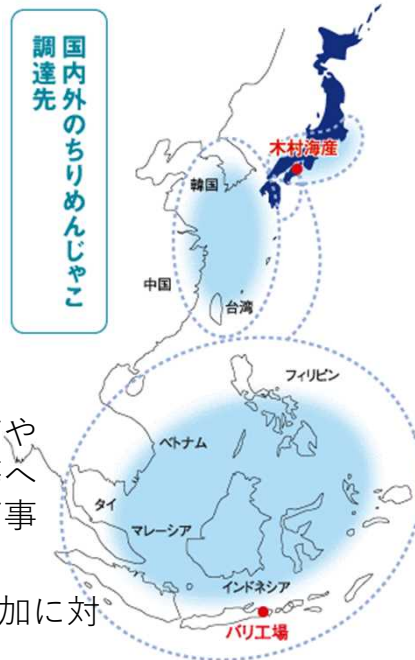 国内外のちりめんじゃこ
調達先
木村海産
韓国
中国
台湾
フィリピン
ベトナム
タイ
マレーシア
インドネシア
バリ工場
や
へ
事
加に対